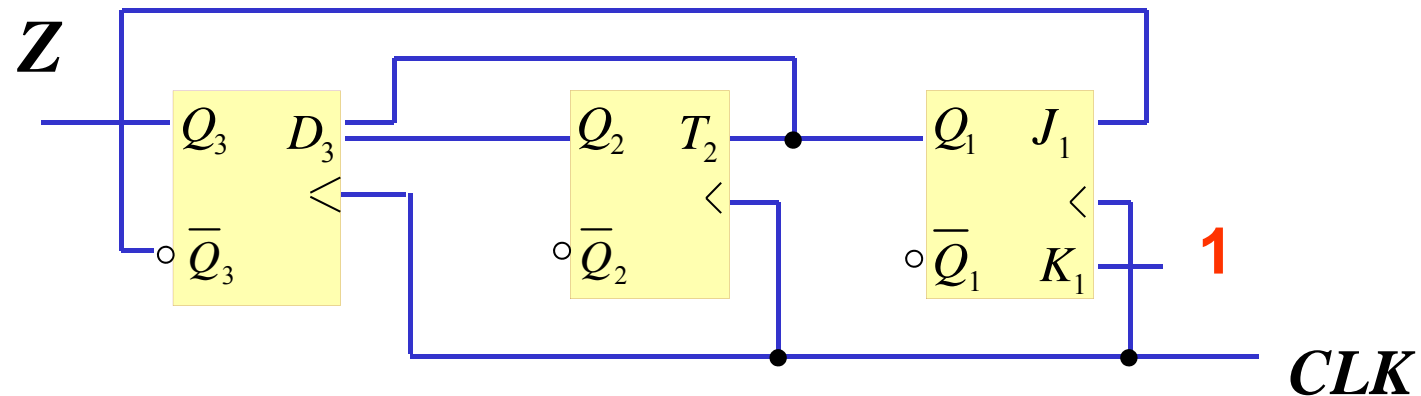 Z
Q₃ D₃ Q₂ T₂ Q₁ J₁
Q̅₃ Q̅₂ Q̅₁ K₁ 1
CLK